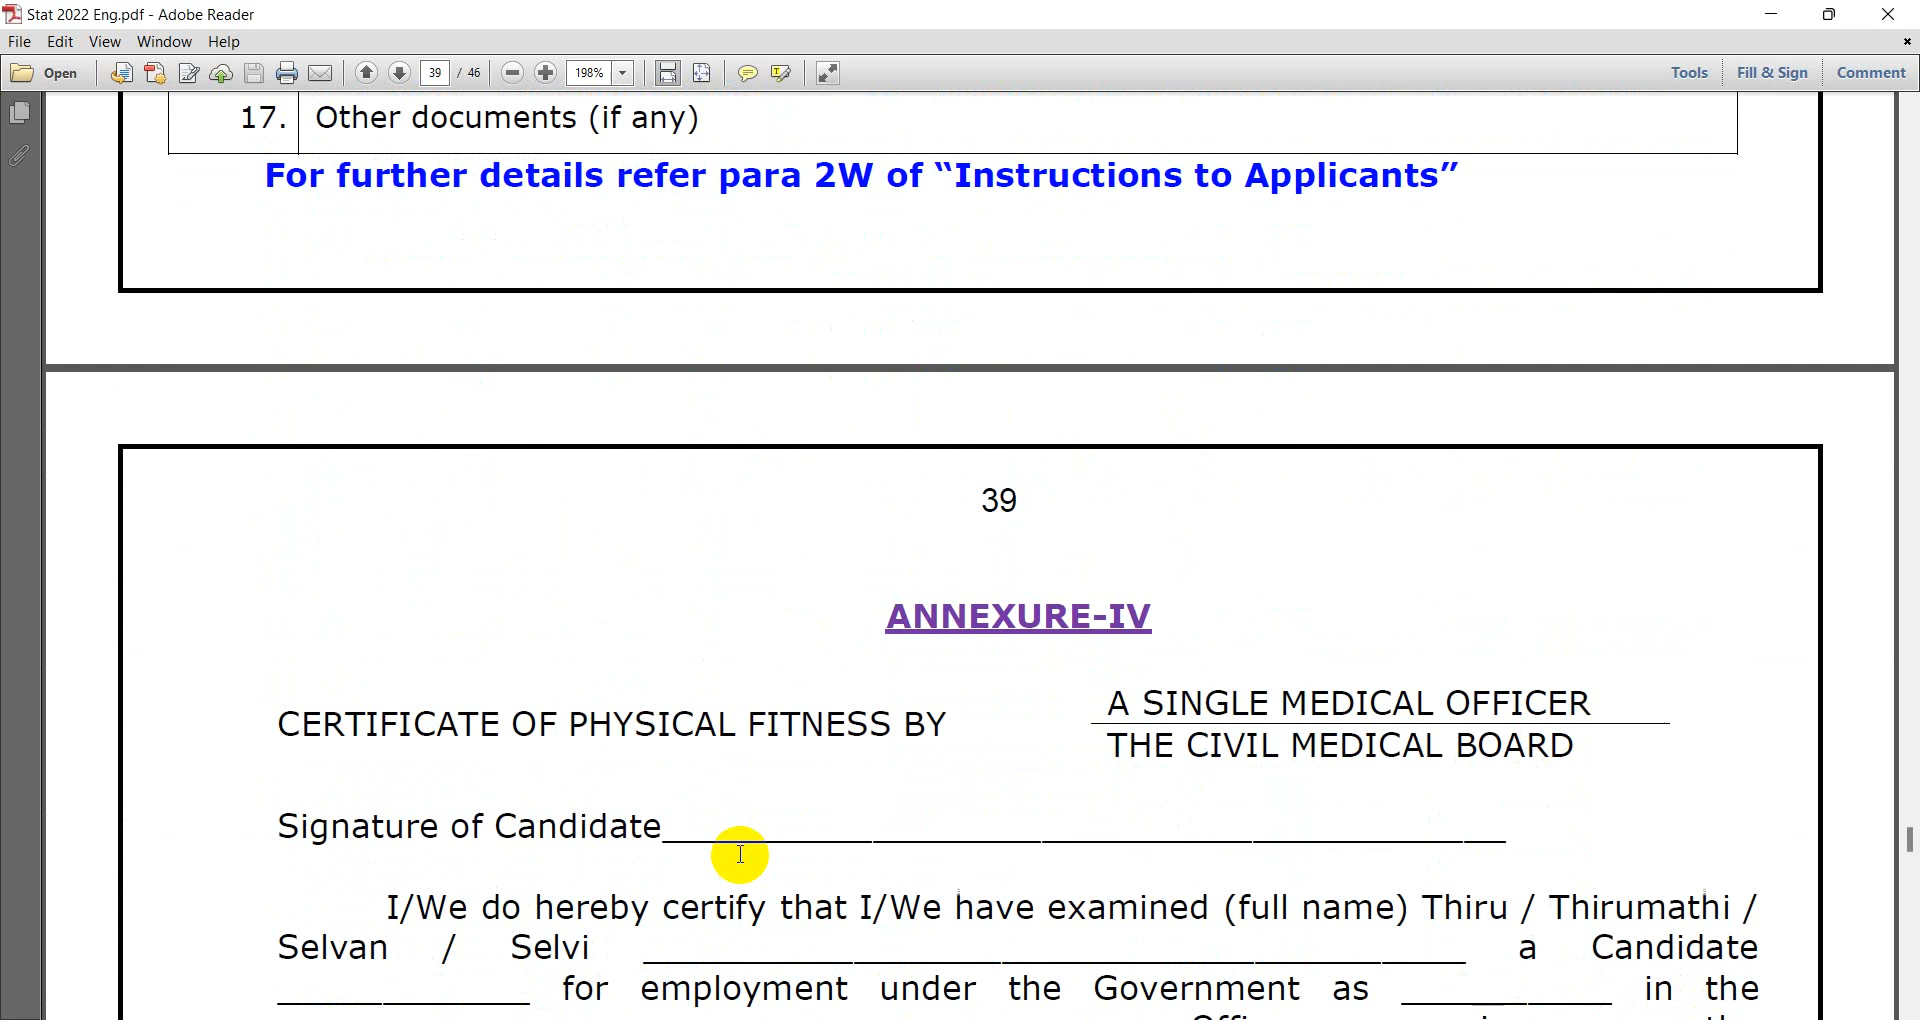 Stat 2022 Eng.pdf - Adobe Reader
File Edit View Window Help
Open 39 / 46 198% Tools Fill & Sign Comment
17. Other documents (if any)
For further details refer para 2W of “Instructions to Applicants”
39
ANNEXURE-IV
A SINGLE MEDICAL OFFICER
CERTIFICATE OF PHYSICAL FITNESS BY
THE CIVIL MEDICAL BOARD
Signature of Candidate
I/We do hereby certify that I/We have examined (full name) Thiru / Thirumathi /
Selvan / Selvi a Candidate
for employment under the Government as in the